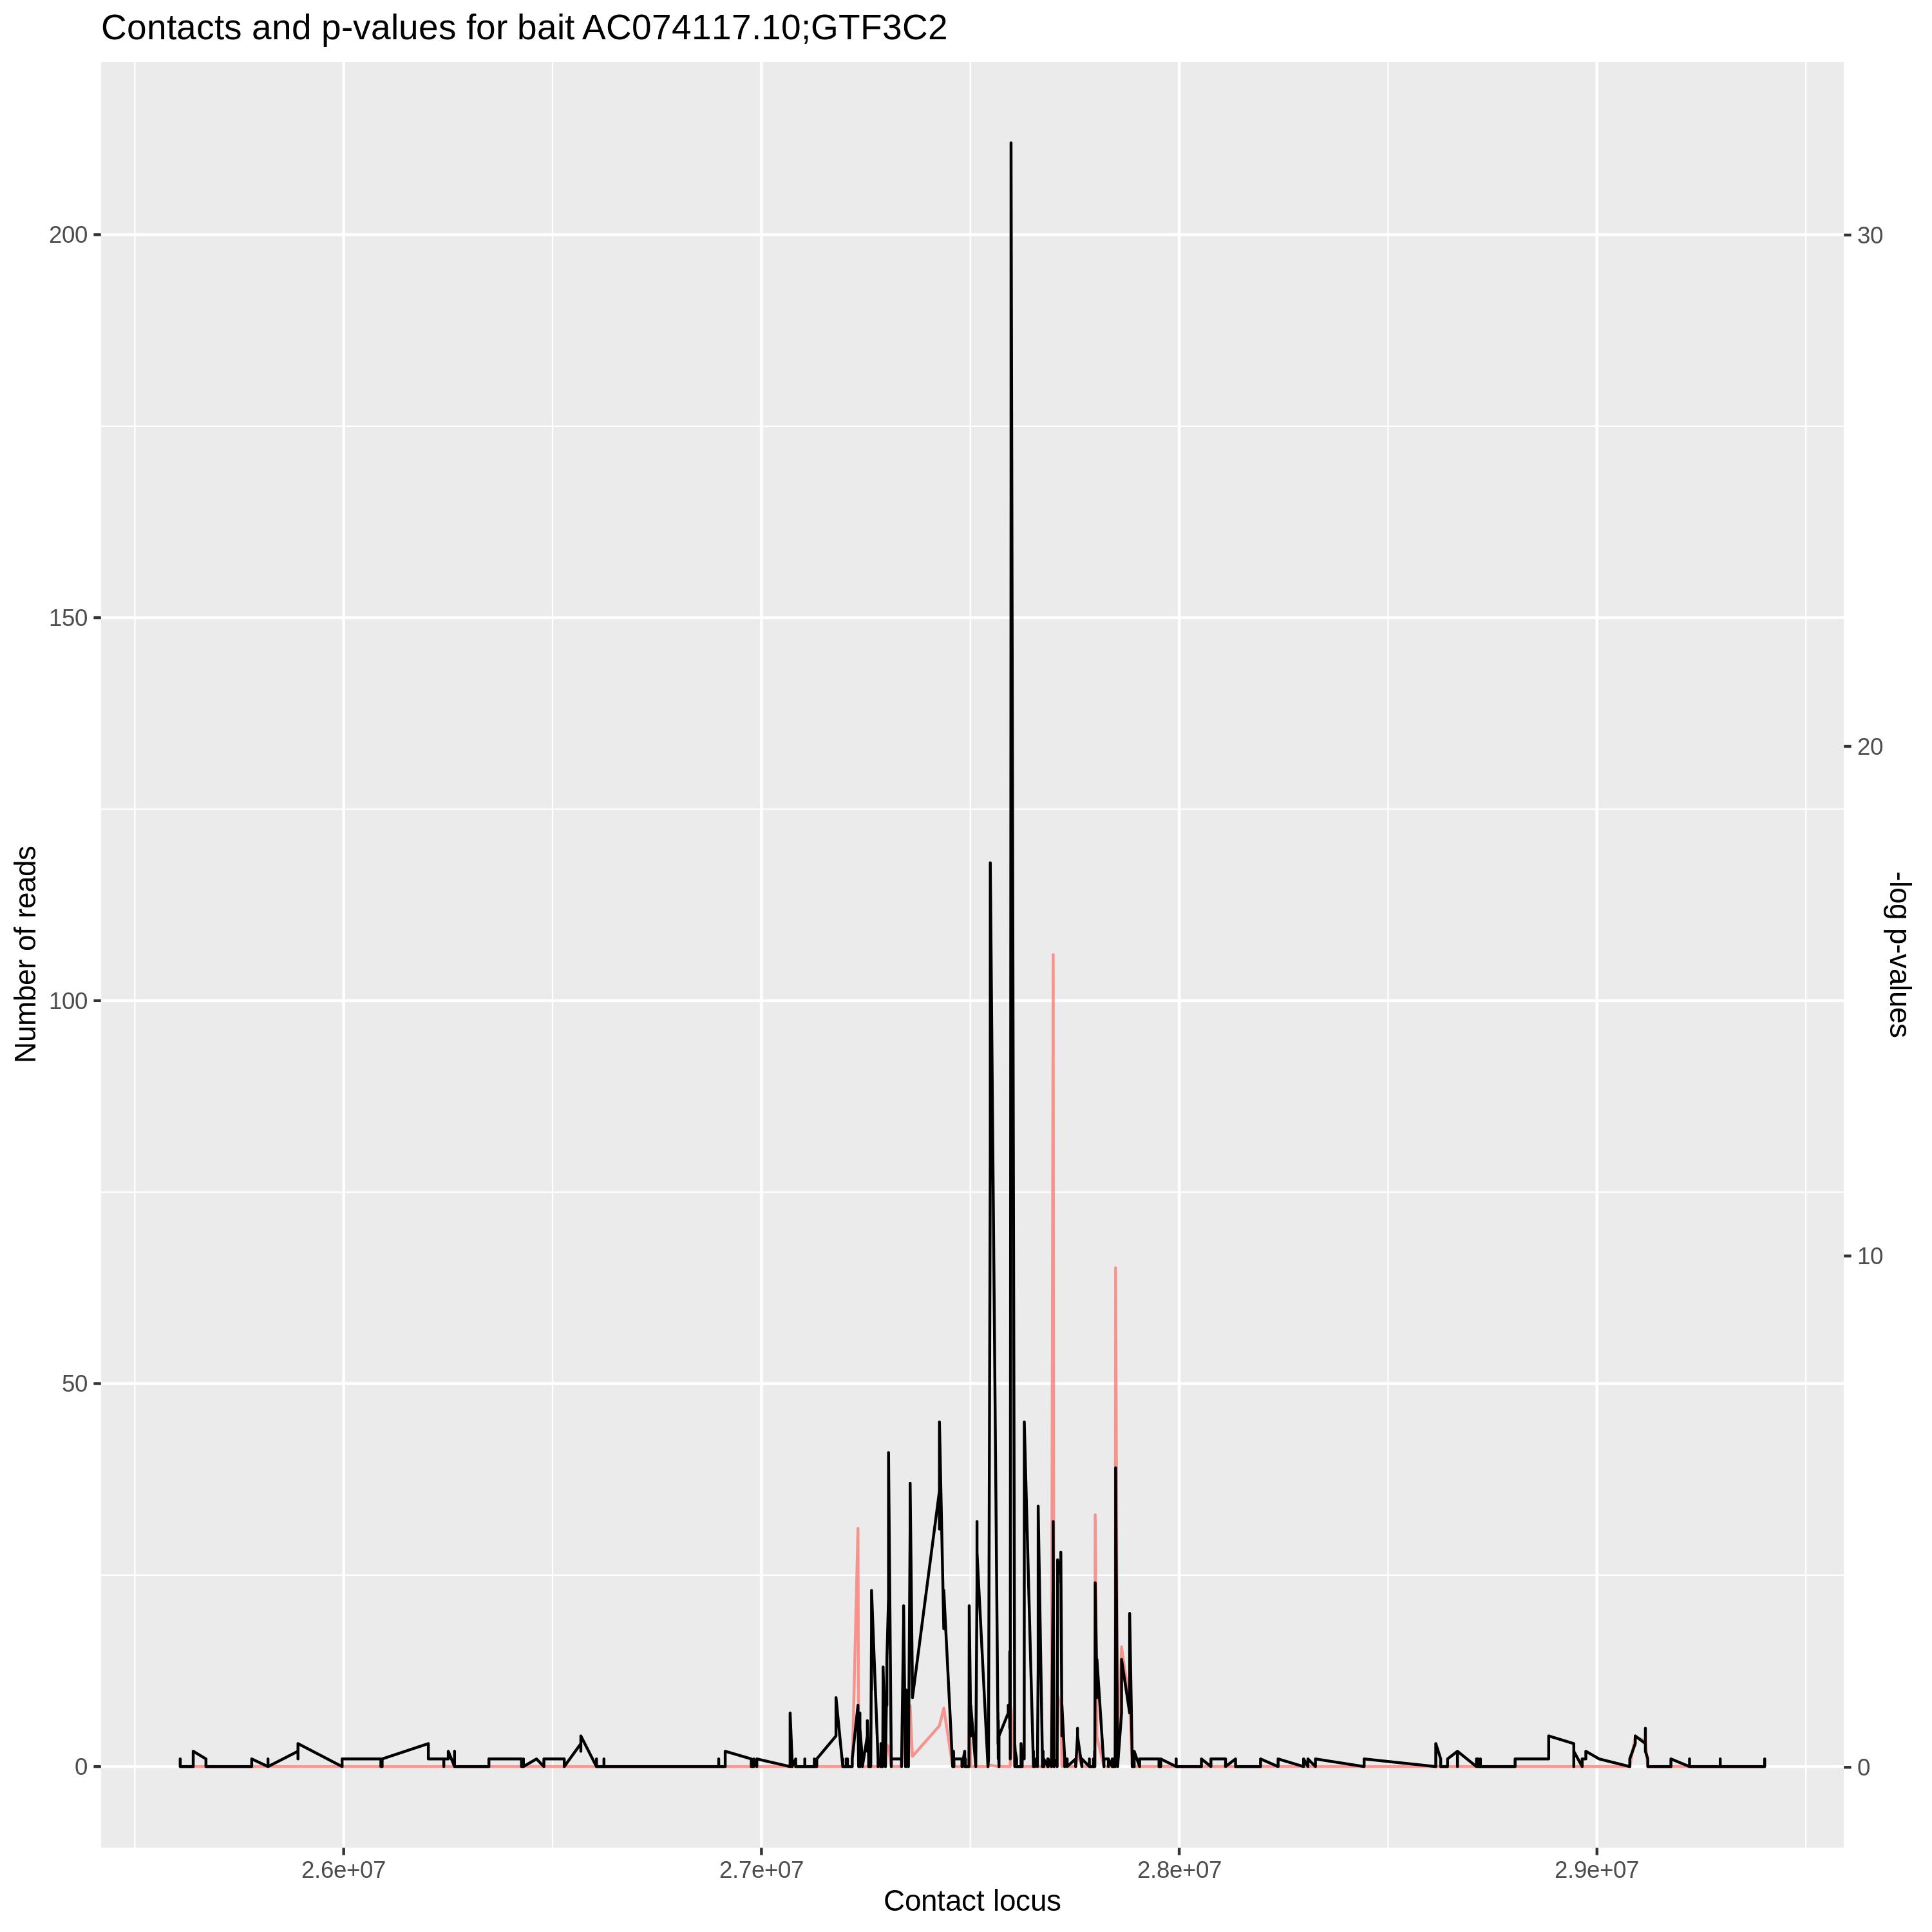 Contacts and p-values for bait AC074117.10;GTF3C2
200
150
100
50
0
Number of reads
30
20
10
0
-log p-values
2.6e+07 2.7e+07 2.8e+07 2.9e+07
Contact locus